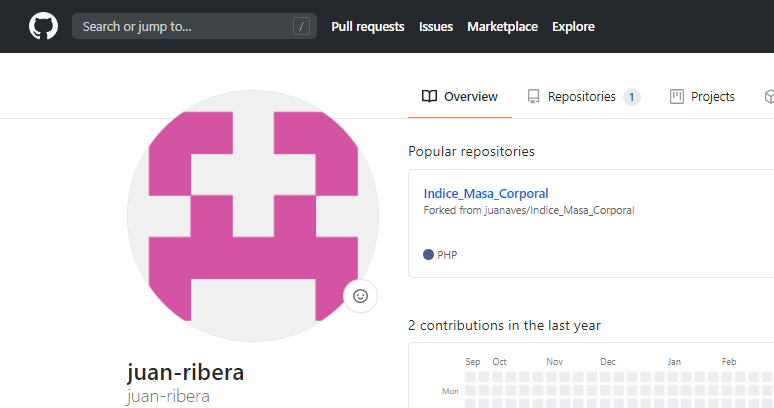 Search or jump to... /
Pull requests Issues Marketplace Explore
Overview Repositories 1 Projects
Popular repositories
Indice_Masa_Corporal
Forked from juanaves/Indice_Masa_Corporal
PHP
2 contributions in the last year
Sep Oct Nov Dec Jan Feb
Mon
juan-ribera
juan-ribera